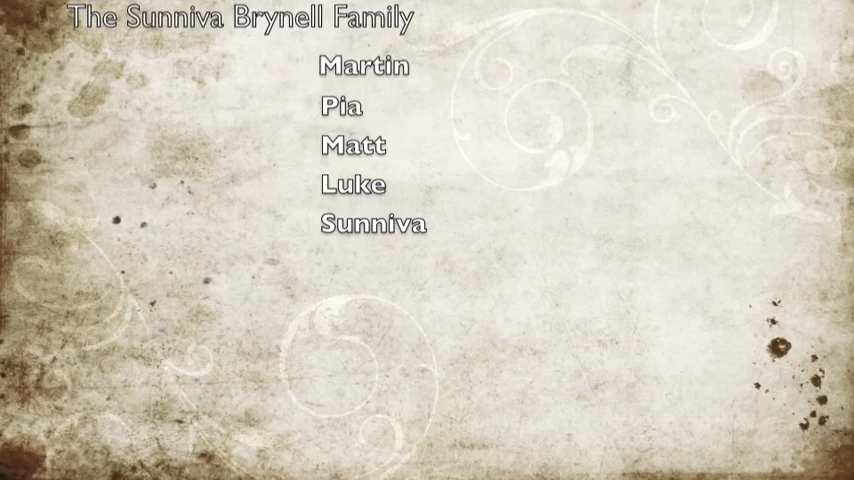 The Sunniva Brynell Family
Martin
Pia
Matt
Luke
Sunniva